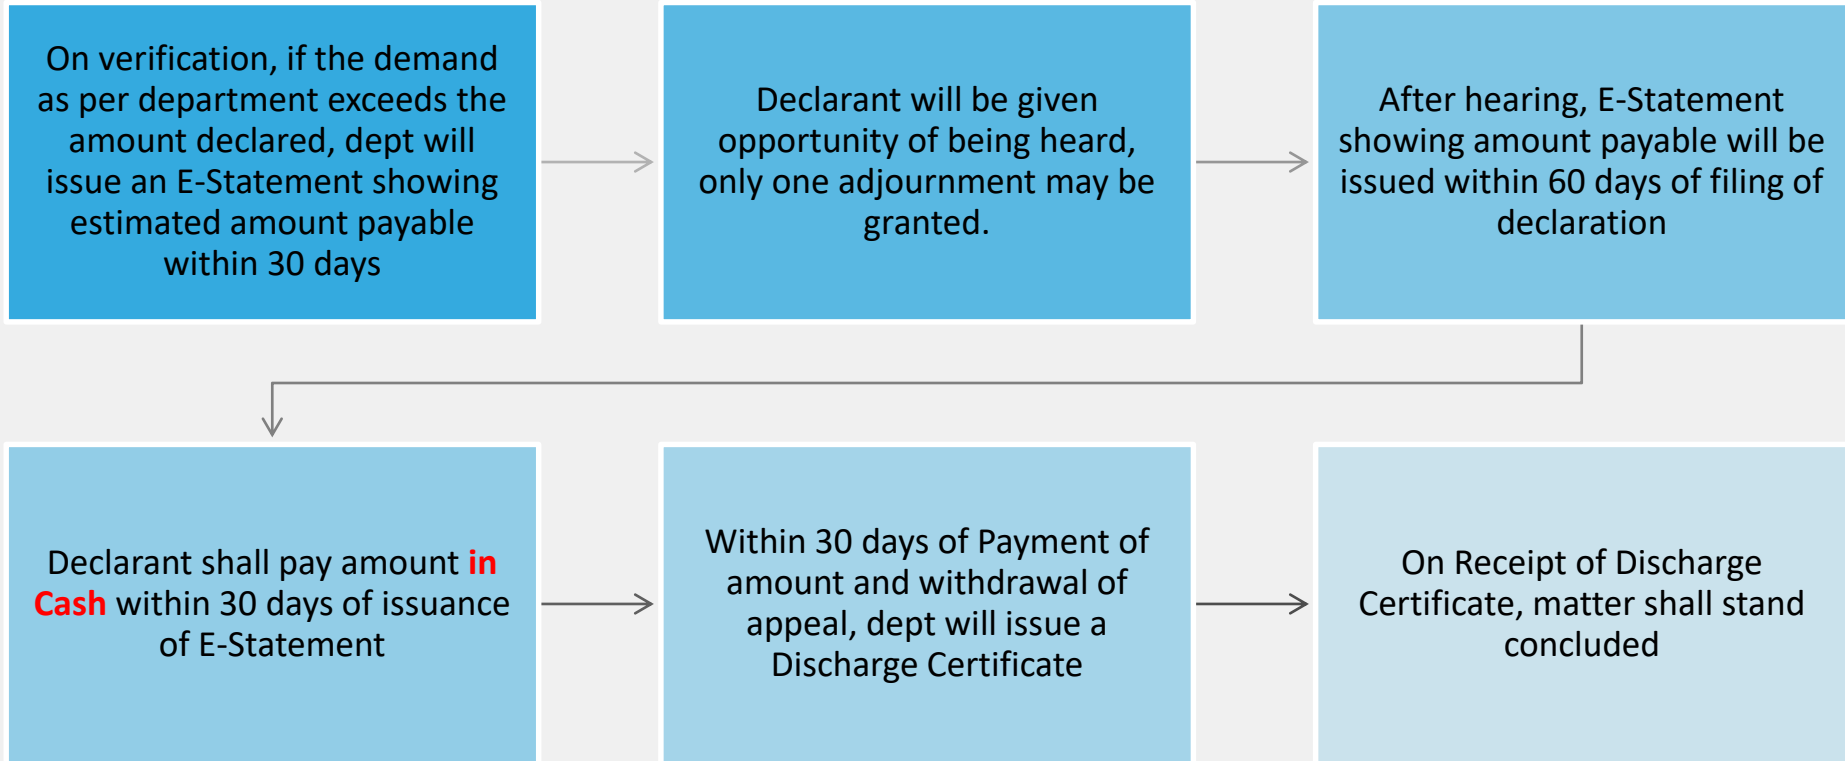 On verification, if the demand
as per department exceeds the
amount declared, dept will
issue an E-Statement showing
estimated amount payable
within 30 days
Declarant will be given
opportunity of being heard,
only one adjournment may be
granted.
After hearing, E-Statement
showing amount payable will be
issued within 60 days of filing of
declaration
Declarant shall pay amount in
Cash within 30 days of issuance
of E-Statement
Within 30 days of Payment of
amount and withdrawal of
appeal, dept will issue a
Discharge Certificate
On Receipt of Discharge
Certificate, matter shall stand
concluded